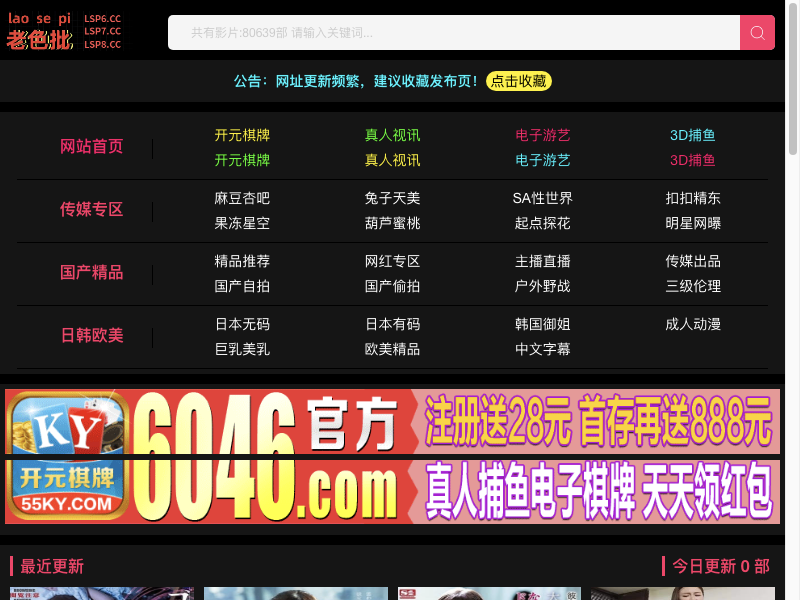 lao se pi
老色批
LSP6.CC
LSP7.CC
LSP8.CC
共有影片:80639部 请输入关键词...
公告：网址更新频繁，建议收藏发布页！ 点击收藏
网站首页
开元棋牌 真人视讯 电子游艺 3D捕鱼
开元棋牌 真人视讯 电子游艺 3D捕鱼
传媒专区
麻豆杏吧 兔子天美 SA性世界 扣扣精东
果冻星空 葫芦蜜桃 起点探花 明星网曝
国产精品
精品推荐 网红专区 主播直播 传媒出品
国产自拍 国产偷拍 户外野战 三级伦理
日韩欧美
日本无码 日本有码 韩国御姐 成人动漫
巨乳美乳 欧美精品 中文字幕
KY
开元棋牌
55KY.COM
6046官方
.com
注册送28元 首存再送888元
真人捕鱼电子棋牌 天天领红包
最近更新
今日更新 0 部